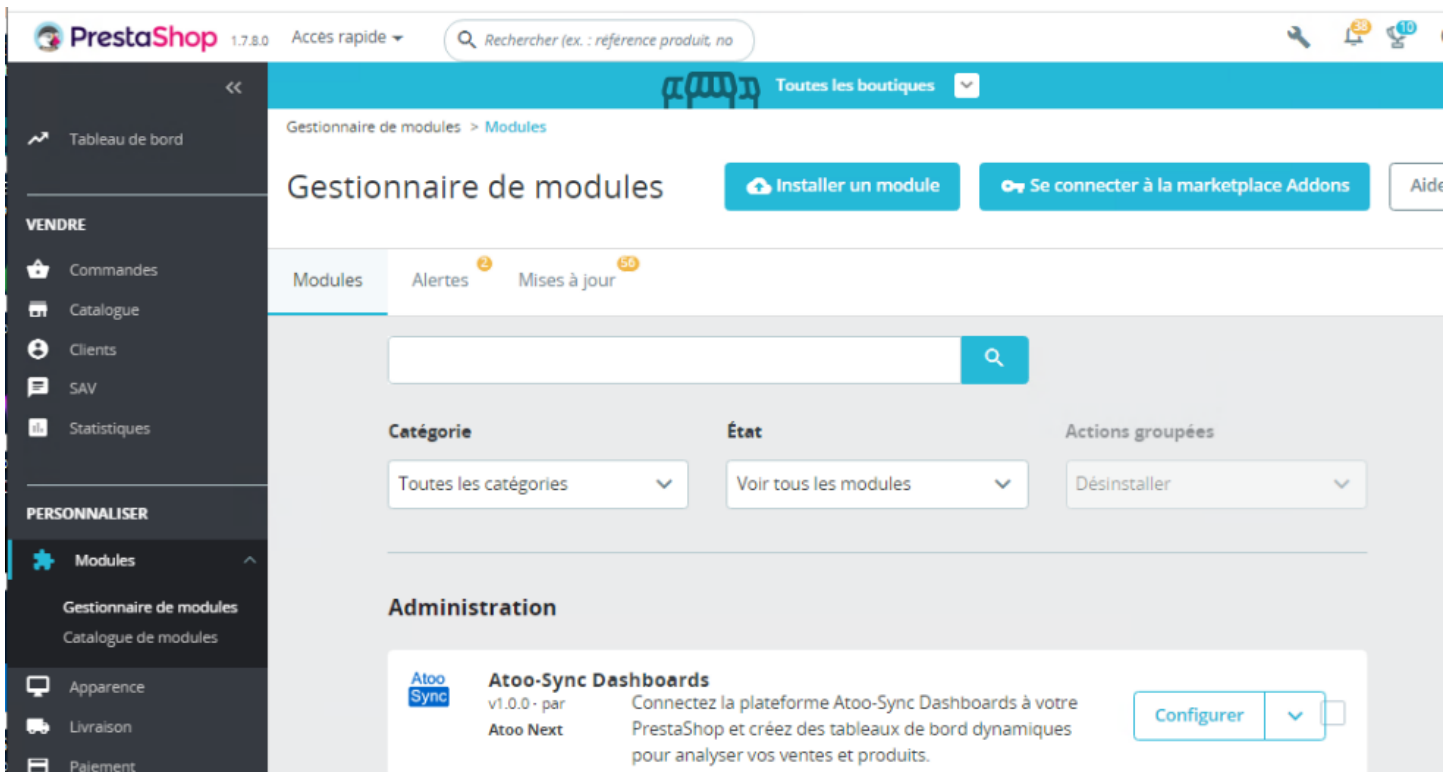 PrestaShop 1.7.8.0 Accès rapide Rechercher (ex. : référence produit, no 38 10
Toutes les boutiques
Tableau de bord
VENDRE
Commandes
Catalogue
Clients
SAV
Statistiques
PERSONNALISER
Modules
Gestionnaire de modules
Catalogue de modules
Apparence
Livraison
Paiement
Gestionnaire de modules > Modules
Gestionnaire de modules
Installer un module
Se connecter à la marketplace Addons
Aide
Modules
Alertes 2
Mises à jour 56
Catégorie
Toutes les catégories
État
Voir tous les modules
Actions groupées
Désinstaller
Administration
Atoo
Sync
Atoo-Sync Dashboards
v1.0.0 - par
Atoo Next
Connectez la plateforme Atoo-Sync Dashboards à votre
PrestaShop et créez des tableaux de bord dynamiques
pour analyser vos ventes et produits.
Configurer